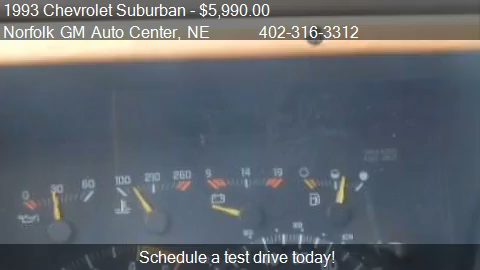 1993 Chevrolet Suburban - $5,990.00
Norfolk GM Auto Center, NE 402-316-3312
100 210 260 9 14 19
0 30 60
Schedule a test drive today!